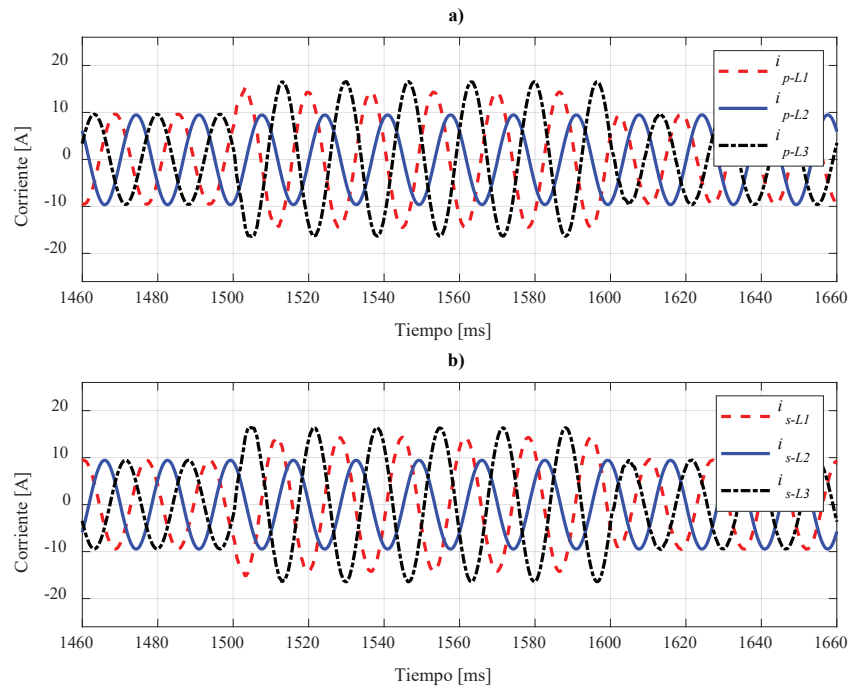 a)
Corriente [A]
20
10
0
-10
-20
i p-L1
i p-L2
i p-L3
1460 1480 1500 1520 1540 1560 1580 1600 1620 1640 1660
Tiempo [ms]
b)
Corriente [A]
20
10
0
-10
-20
i s-L1
i s-L2
i s-L3
1460 1480 1500 1520 1540 1560 1580 1600 1620 1640 1660
Tiempo [ms]